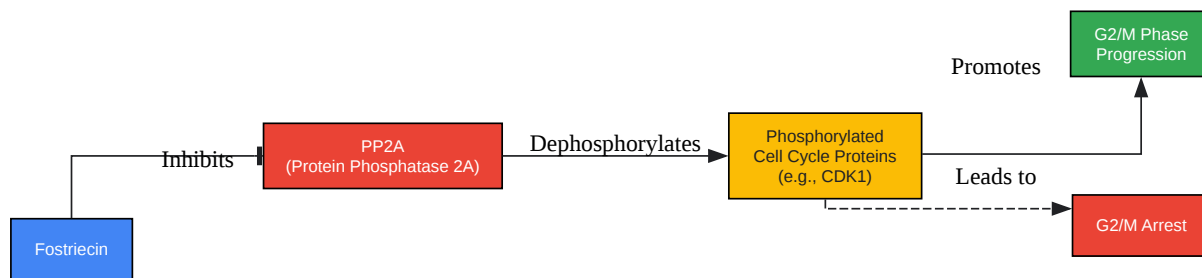 G2/M Phase
Progression
Promotes
PP2A
(Protein Phosphatase 2A)
Inhibits
Dephosphorylates
Phosphorylated
Cell Cycle Proteins
(e.g., CDK1)
Leads to
Fostriecin
G2/M Arrest